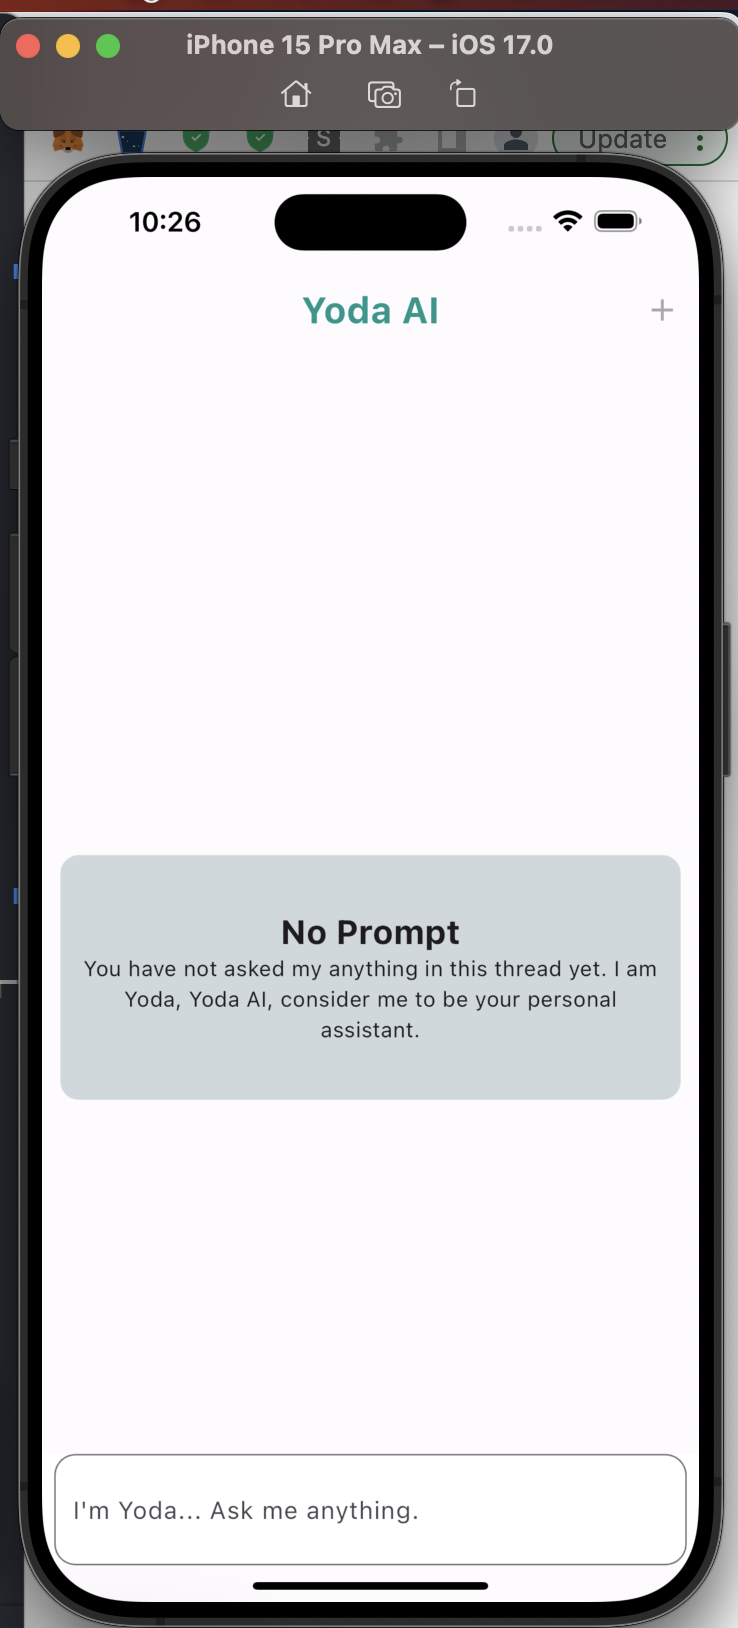 iPhone 15 Pro Max – iOS 17.0
S
Update
10:26
Yoda AI
No Prompt
You have not asked my anything in this thread yet. I am
Yoda, Yoda AI, consider me to be your personal
assistant.
I'm Yoda... Ask me anything.